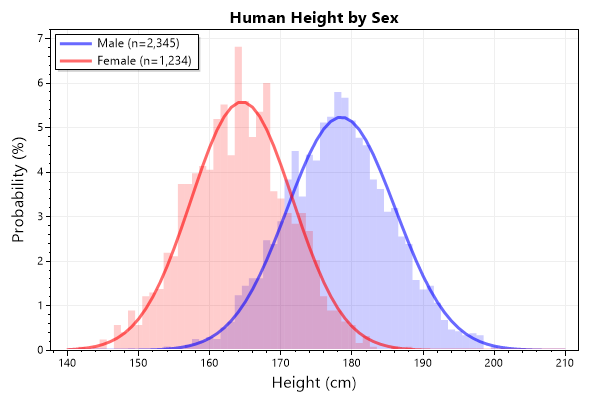 Human Height by Sex
Male (n=2,345)
Female (n=1,234)
Probability (%)
7
6
5
4
3
2
1
0
140 150 160 170 180 190 200 210
Height (cm)